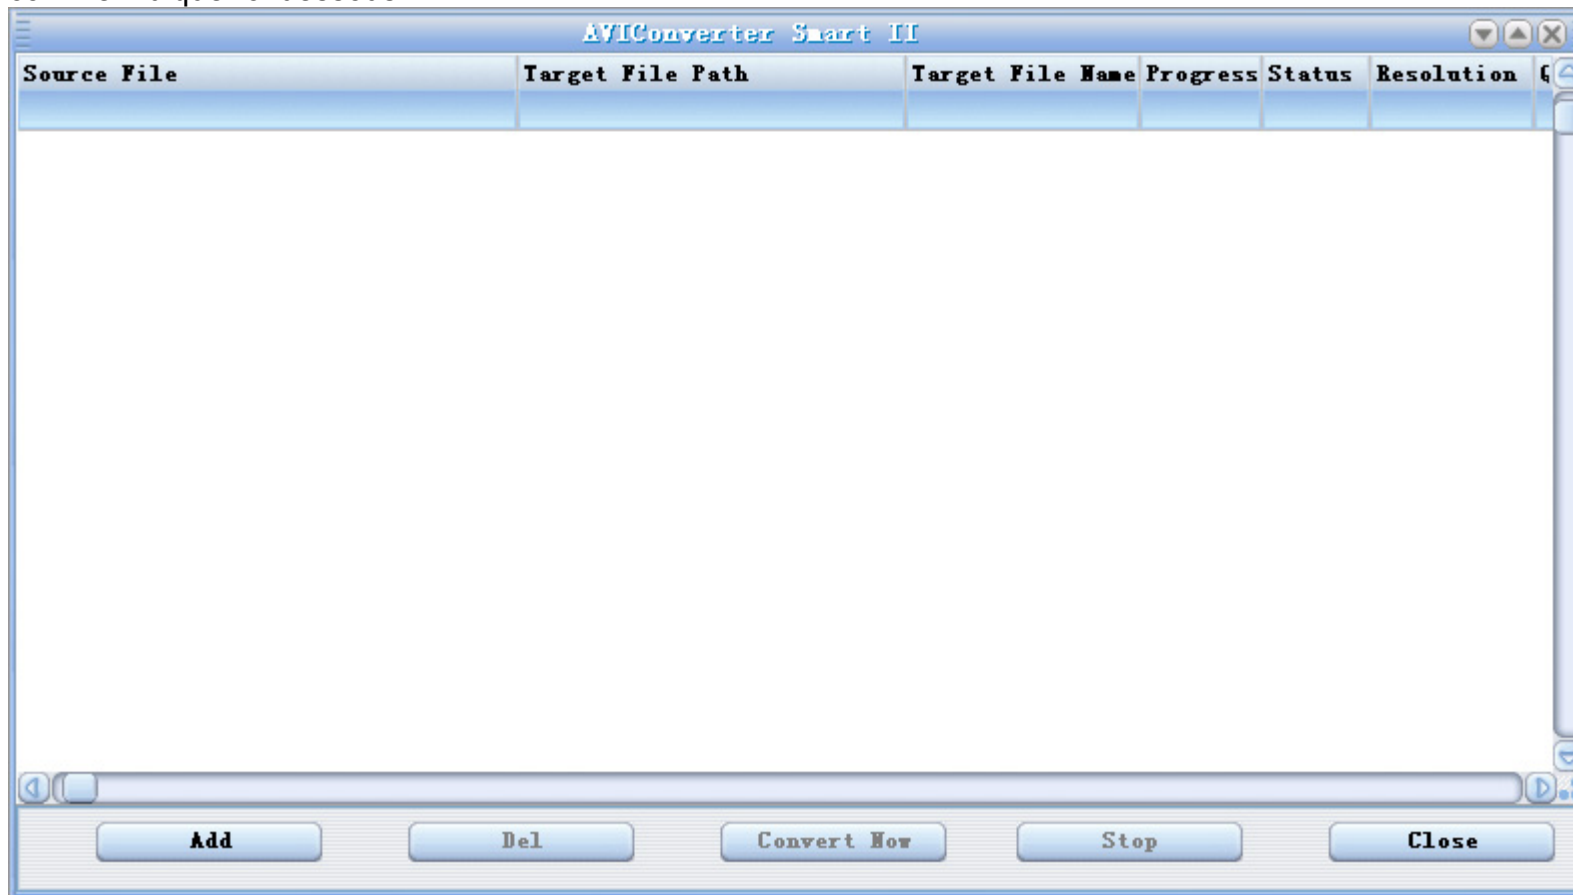 AVIConverter Smart II
Source File Target File Path Target File Name Progress Status Resolution
Add Del Convert Now Stop Close